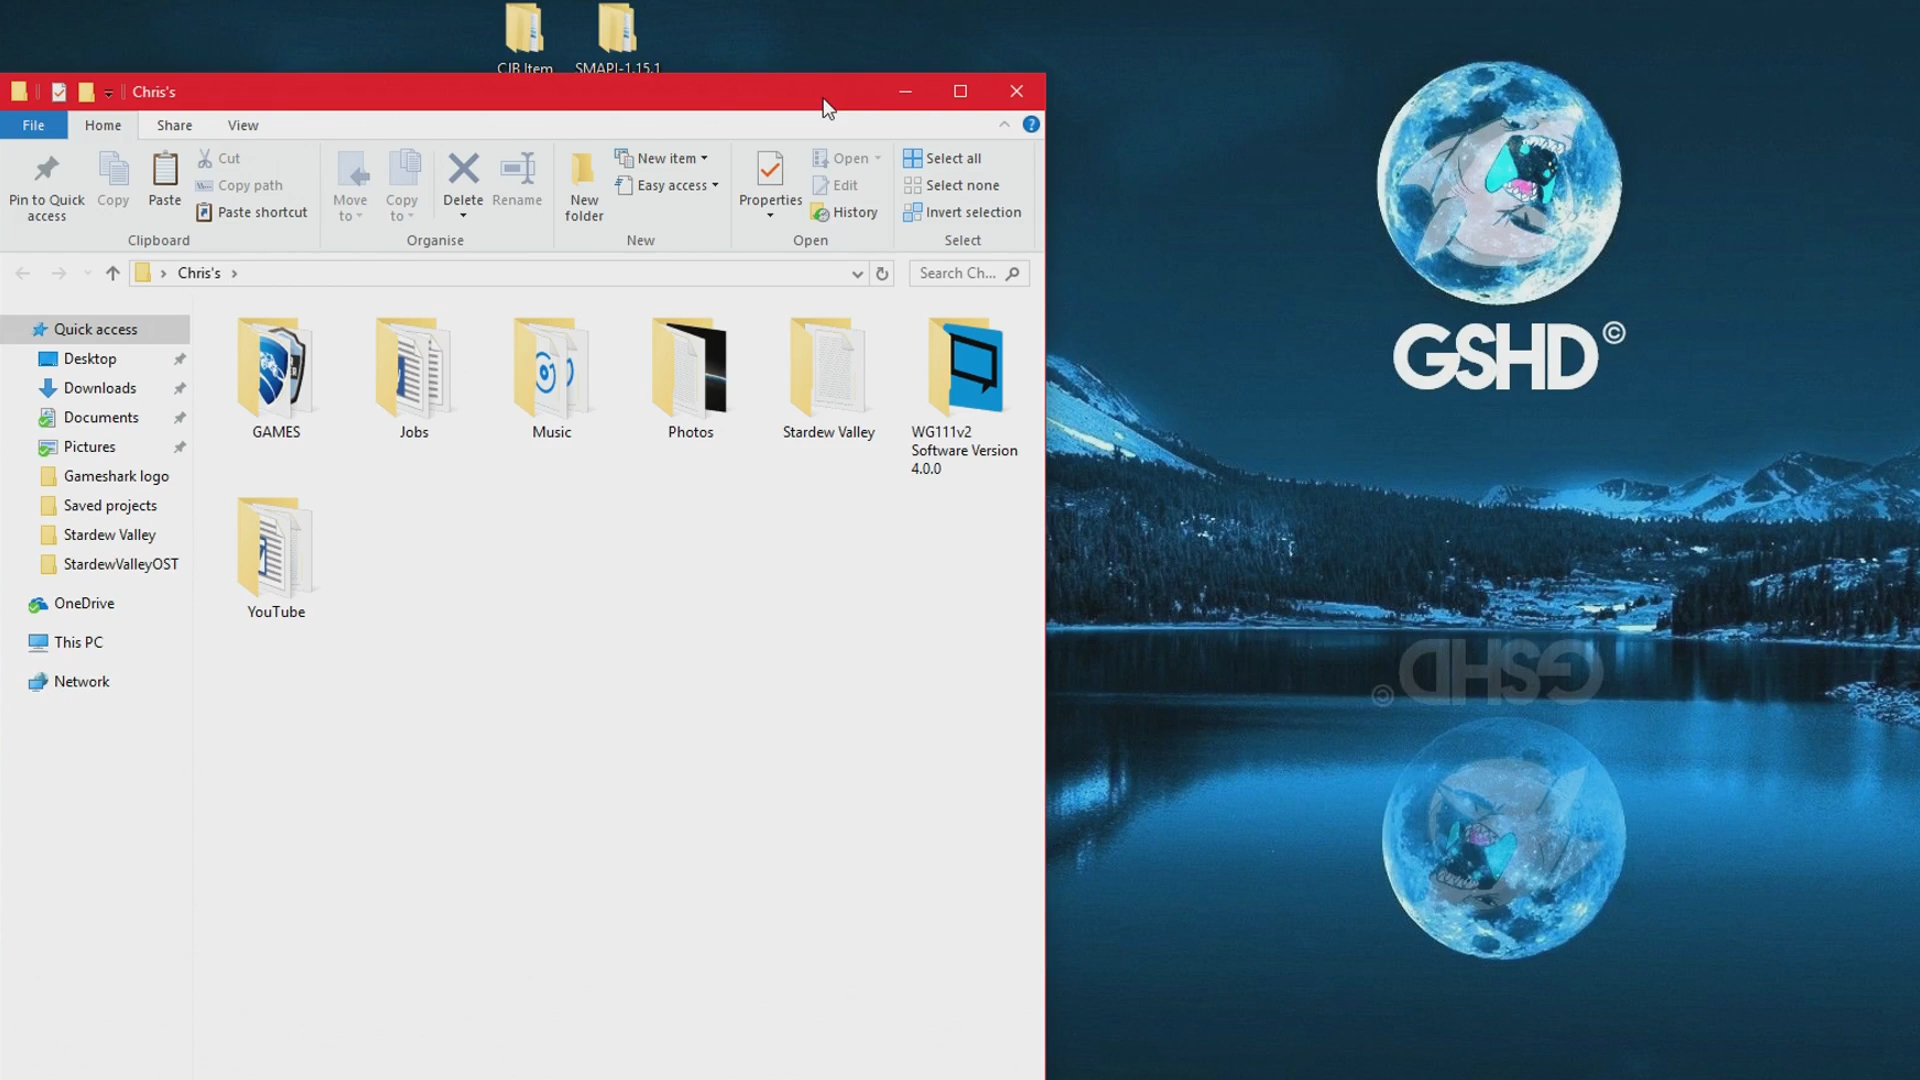 CJB Item
SMAPI-1.15.1
Chris's
File
Home
Share
View
Pin to Quick
access
Copy
Paste
Cut
Copy path
Paste shortcut
Clipboard
Move
to
Copy
to
Delete
Rename
Organise
New
folder
New item
Easy access
New
Properties
Open
Edit
History
Open
Select all
Select none
Invert selection
Select
Chris's
Search Ch...
Quick access
Desktop
Downloads
Documents
Pictures
Gameshark logo
Saved projects
Stardew Valley
StardewValleyOST
OneDrive
This PC
Network
GAMES
Jobs
Music
Photos
Stardew Valley
WG111v2
Software Version
4.0.0
YouTube
GSHD©
GSHD©